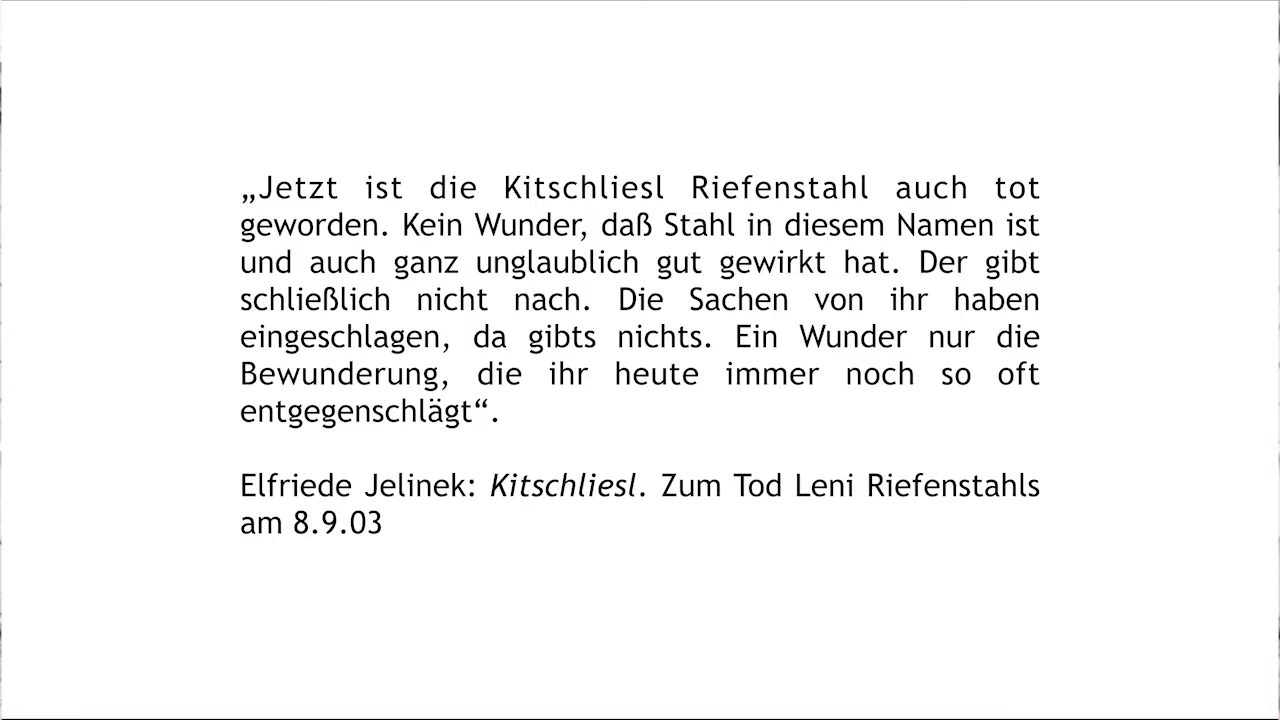 „Jetzt ist die Kitschliesl Riefenstahl auch tot
geworden. Kein Wunder, daß Stahl in diesem Namen ist
und auch ganz unglaublich gut gewirkt hat. Der gibt
schließlich nicht nach. Die Sachen von ihr haben
eingeschlagen, da gibts nichts. Ein Wunder nur die
Bewunderung, die ihr heute immer noch so oft
entgegenschlägt“.
Elfriede Jelinek: Kitschliesl. Zum Tod Leni Riefenstahls
am 8.9.03